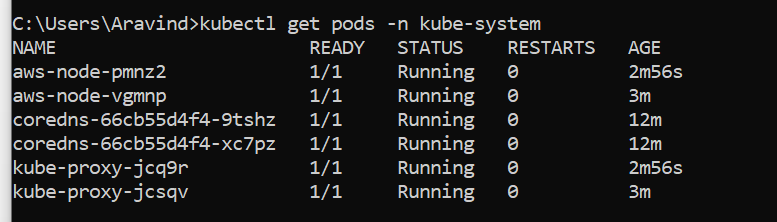 C:\Users\Aravind>kubectl get pods -n kube-system
NAME READY STATUS RESTARTS AGE
aws-node-pmnz2 1/1 Running 0 2m56s
aws-node-vgmnp 1/1 Running 0 3m
coredns-66cb55d4f4-9tshz 1/1 Running 0 12m
coredns-66cb55d4f4-xc7pz 1/1 Running 0 12m
kube-proxy-jcq9r 1/1 Running 0 2m56s
kube-proxy-jcsqv 1/1 Running 0 3m